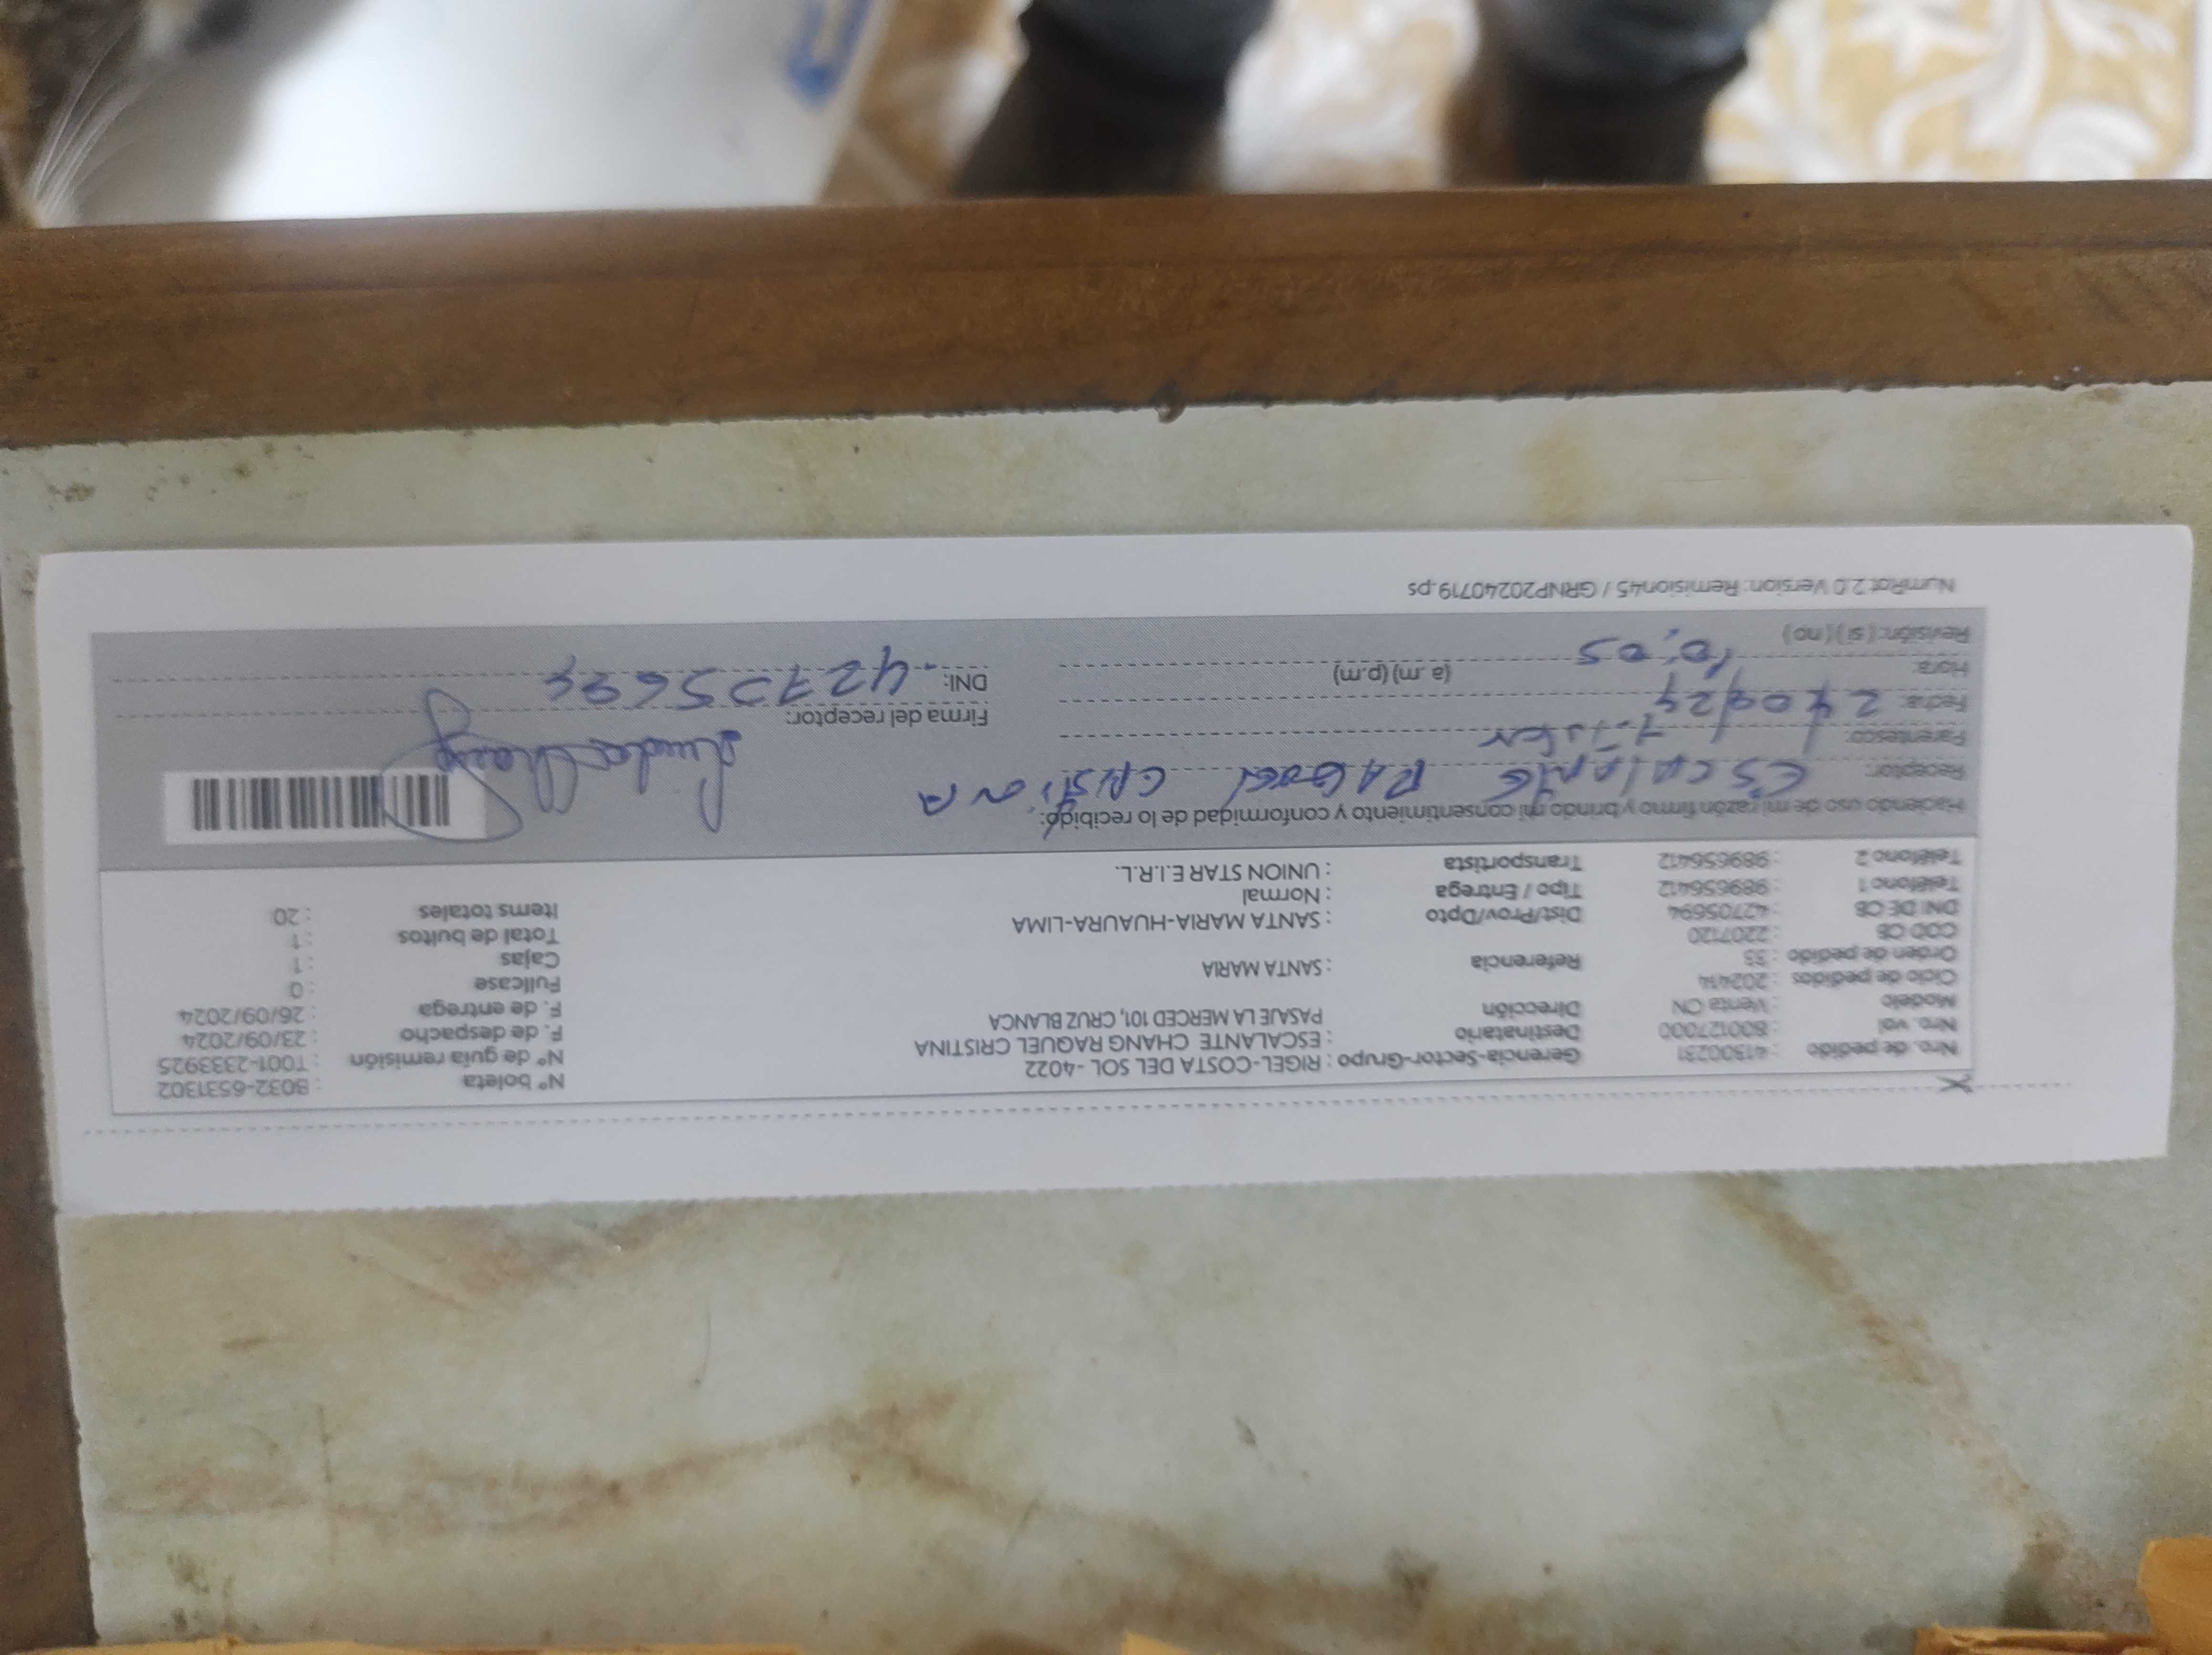 Nro. de pedido : 41300231 Gerencia-Sector-Grupo : RIGEL-COSTA DEL SOL -4022 N° boleta : B032-6531302
Nro. vol : 800127000 Destinatario : ESCALANTE CHANG RAQUEL CRISTINA N° de guía remisión : T001-2333925
Modelo : Venta ON Dirección PASAJE LA MERCED 101, CRUZ BLANCA F. de despacho : 23/09/2024
Ciclo de pedidos : 202414 F. de entrega : 26/09/2024
Orden de pedido : 33 Referencia : SANTA MARIA Fullcase : 0
COD CB : 2207120 Cajas : 1
DNI DE CB : 42705694 Dist/Prov/Dpto : SANTA MARIA-HUAURA-LIMA Total de bultos : 1
Teléfono 1 : 989656412 Tipo / Entrega : Normal Items totales : 20
Teléfono 2 : 989656412 Transportista : UNION STAR E.I.R.L.
Haciendo uso de mi razón firmo y brindo mi consentimiento y conformidad de lo recibido:
Receptor: Escalante
Parentesco: Titular
Fecha: 24/09/24 Firma del receptor:
Hora: 10:05 (a.m) (p.m) DNI: 42705694
Revisión: ( si ) ( no )
NumRot 2.0 Version: Remision45 / GRNP20240719.ps